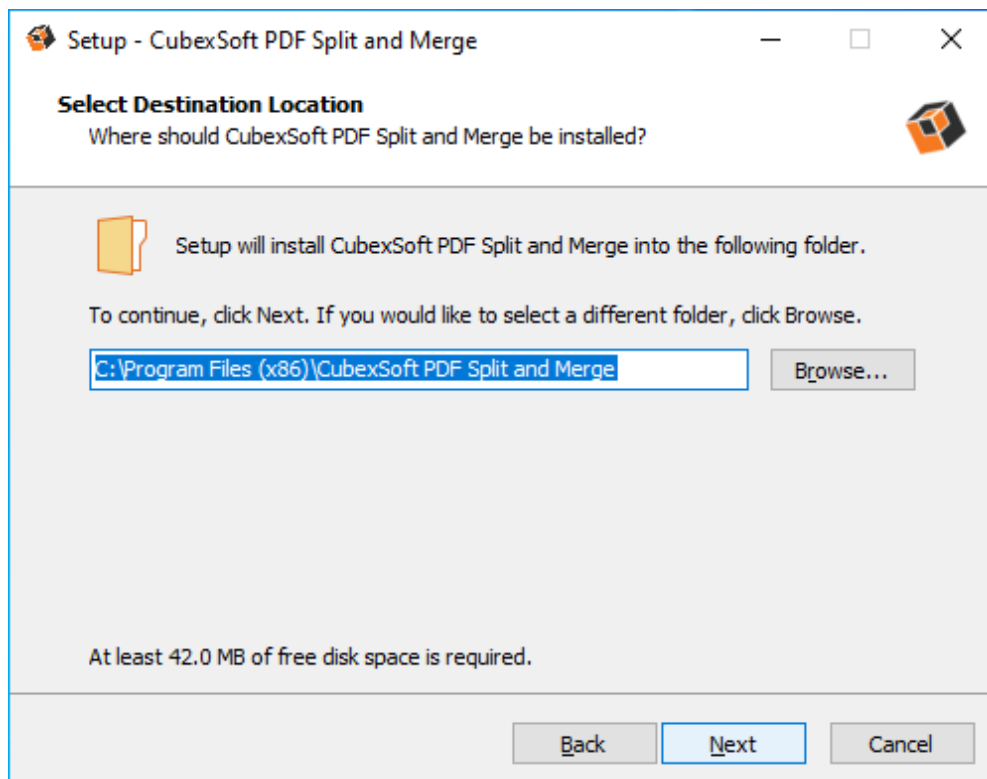 Setup - CubexSoft PDF Split and Merge
Select Destination Location
Where should CubexSoft PDF Split and Merge be installed?
Setup will install CubexSoft PDF Split and Merge into the following folder.
To continue, click Next. If you would like to select a different folder, click Browse.
C:\Program Files (x86)\CubexSoft PDF Split and Merge
Browse...
At least 42.0 MB of free disk space is required.
Back
Next
Cancel